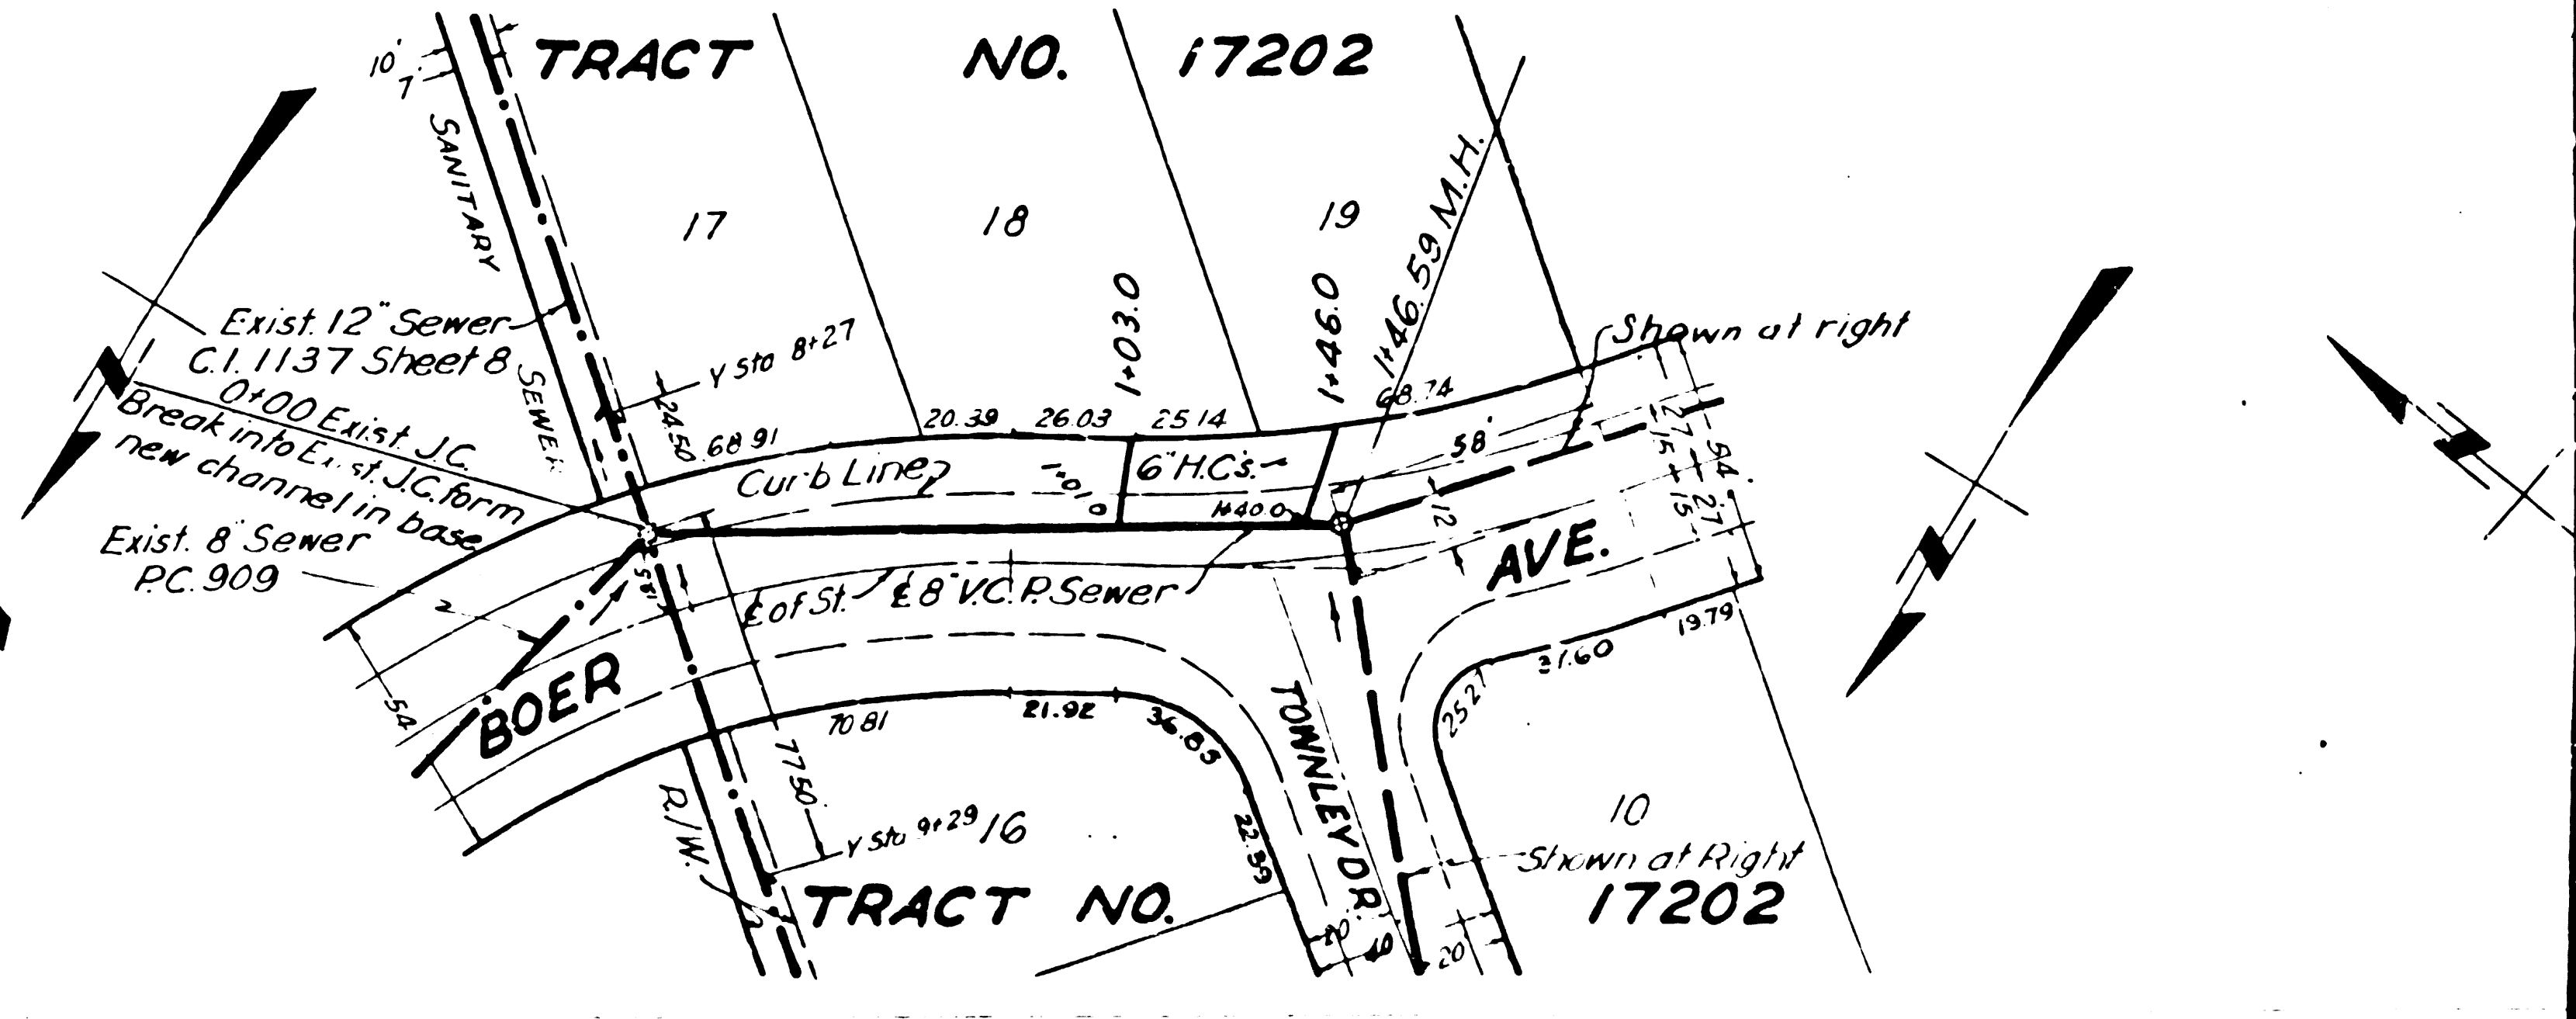 TRACT NO. 17202
10'
7'
SANITARY
SEWER
17
18
19
1+03.0
1+46.0
1+46.59 M.H.
Exist. 12" Sewer
C.I. 1137 Sheet 8
0+00 Exist. J.C.
Break into Exist. J.C. form
new channel in base
Exist. 8" Sewer
P.C. 909
Y Sta 8+27
24.50
68.91
20.39
26.03
25.14
68.74
Shown at right
Curb Line
1+01.0
6" H.C's.
1+40.0
58'
12
27
27
54
15
15
℄ of St.
℄ 8" V.C.P. Sewer
AVE.
BOER
54
70.81
21.92
36.83
22.39
25.27
31.60
19.79
77.50
Y Sta 9+29
16
10
R/W.
TOWNLEY DR.
Shown at Right
TRACT NO. 17202
20